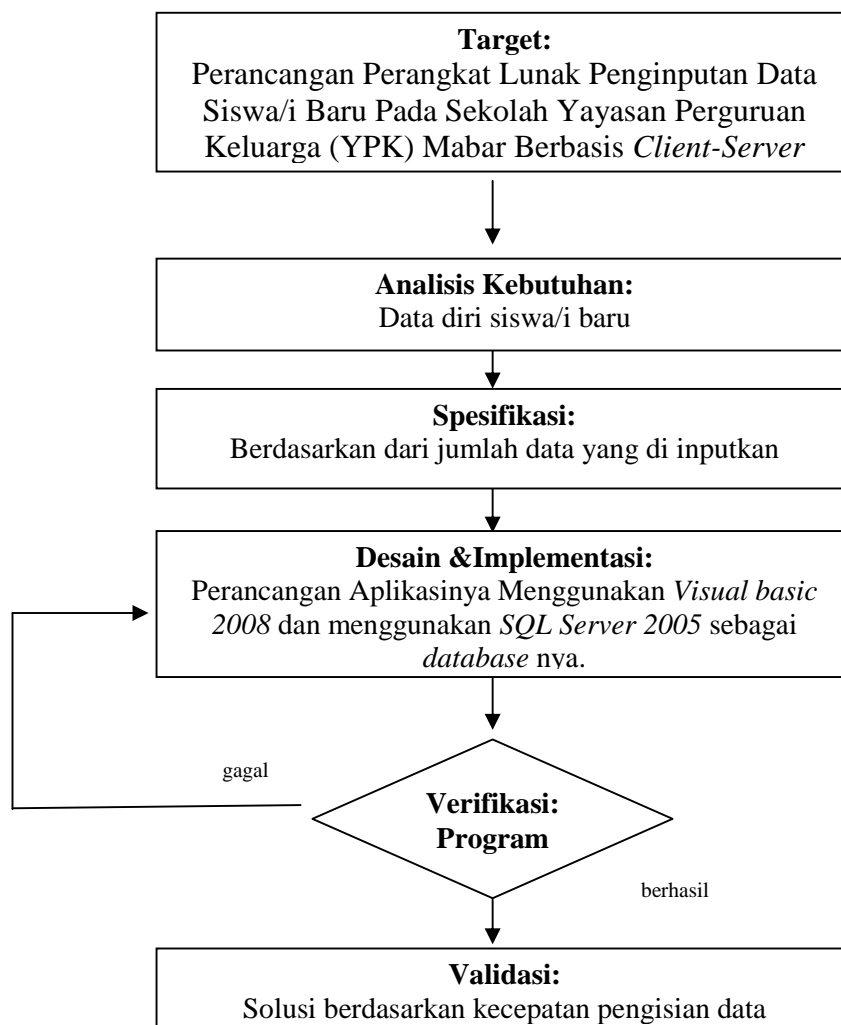 Target:
Perancangan Perangkat Lunak Penginputan Data
Siswa/i Baru Pada Sekolah Yayasan Perguruan
Keluarga (YPK) Mabar Berbasis Client-Server
Analisis Kebutuhan:
Data diri siswa/i baru
Spesifikasi:
Berdasarkan dari jumlah data yang di inputkan
Desain &Implementasi:
Perancangan Aplikasinya Menggunakan Visual basic
2008 dan menggunakan SQL Server 2005 sebagai
database nya.
gagal
Verifikasi:
Program
berhasil
Validasi:
Solusi berdasarkan kecepatan pengisian data